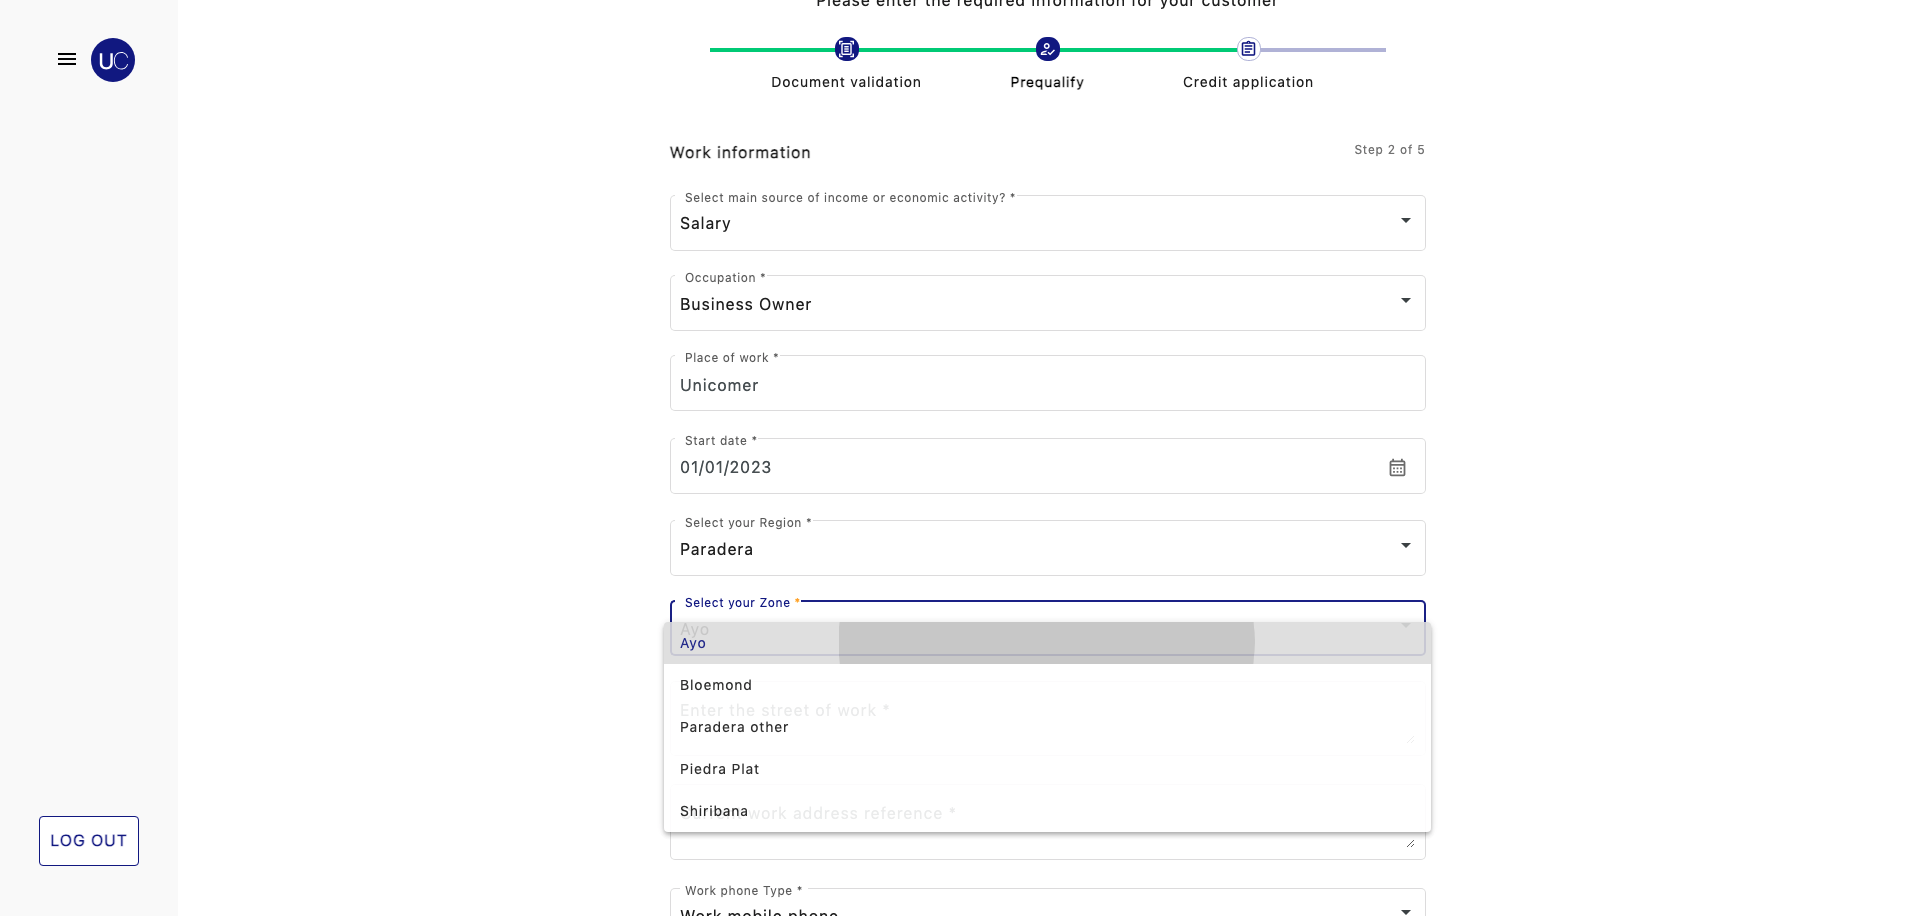 Please enter the required information for your customer
UC
Document validation
Prequalify
Credit application
Work information
Step 2 of 5
Select main source of income or economic activity? *
Salary
Occupation *
Business Owner
Place of work *
Unicomer
Start date *
01/01/2023
Select your Region *
Paradera
Select your Zone *
Ayo
Ayo
Bloemond
Enter the street of work *
Paradera other
Piedra Plat
Shiribana
work address reference *
LOG OUT
Work phone Type *
Work mobile phone